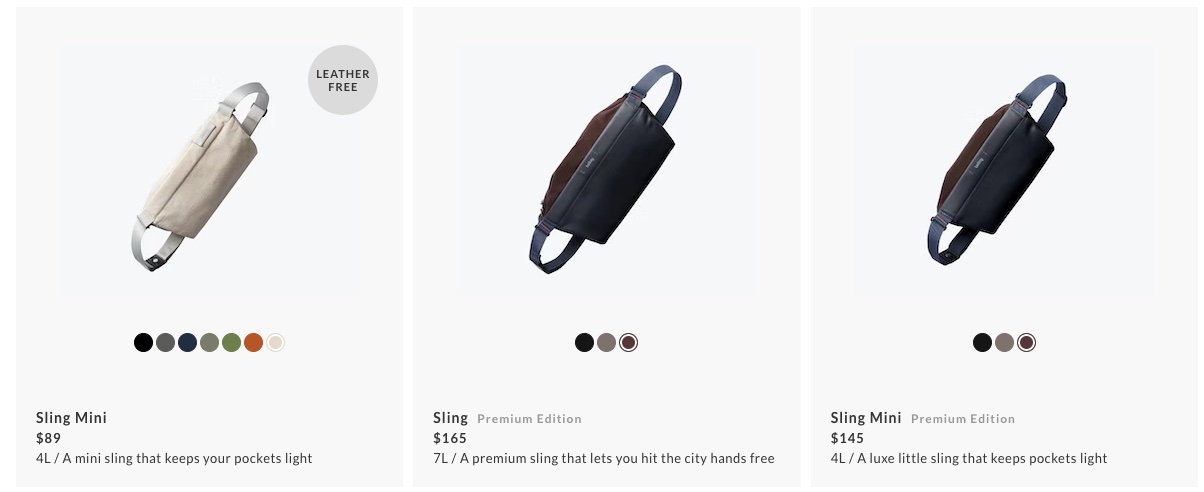 LEATHER
FREE
Sling Mini
$89
4L / A mini sling that keeps your pockets light
Sling Premium Edition
$165
7L / A premium sling that lets you hit the city hands free
Sling Mini Premium Edition
$145
4L / A luxe little sling that keeps pockets light